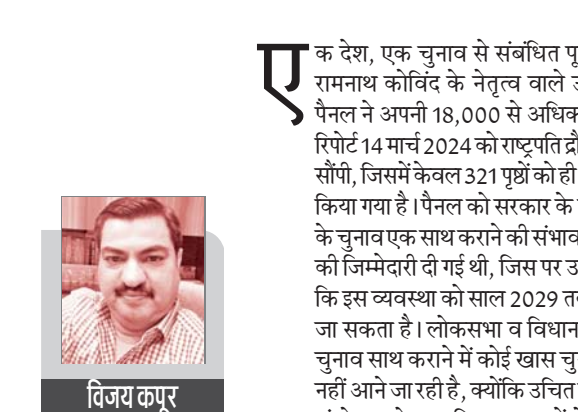 एक देश, एक चुनाव से संबंधित
रामनाथ कोविंद के नेतृत्व वाले
पैनल ने अपनी 18,000 से अधिक
रिपोर्ट 14 मार्च 2024 को राष्ट्रपति
सौंपी, जिसमें केवल 321 पृष्ठों को ही
किया गया है। पैनल को सरकार के
के चुनाव एक साथ कराने की
की जिम्मेदारी दी गई थी, जिस पर
कि इस व्यवस्था को साल 2029
जा सकता है। लोकसभा व
चुनाव साथ कराने में कोई खास
नहीं आने जा रही है, क्योंकि उचित
विजय कपूर